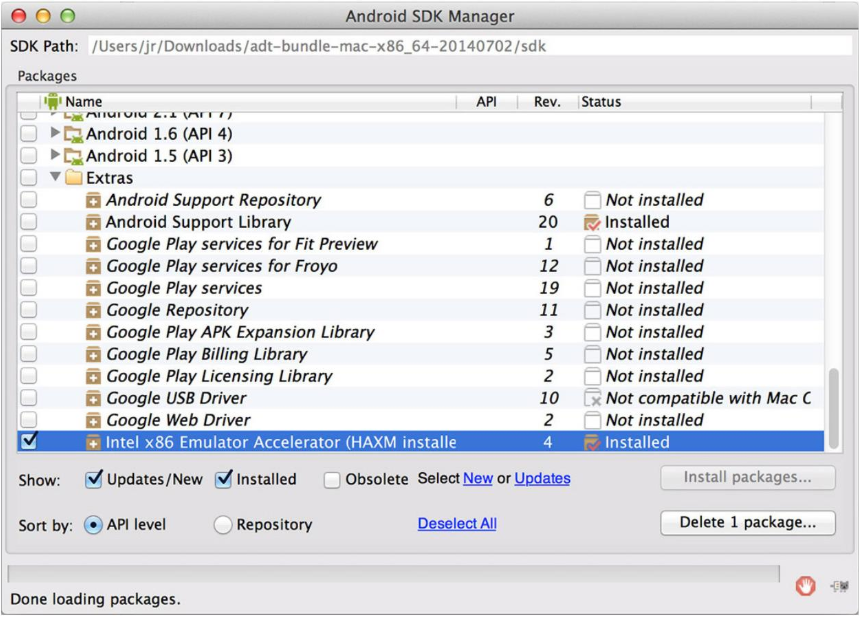 Android SDK Manager
SDK Path: /Users/jr/Downloads/adt-bundle-mac-x86_64-20140702/sdk
Packages
Name API Rev. Status
Android 2.1 (API 7)
Android 1.6 (API 4)
Android 1.5 (API 3)
Extras
Android Support Repository 6 Not installed
Android Support Library 20 Installed
Google Play services for Fit Preview 1 Not installed
Google Play services for Froyo 12 Not installed
Google Play services 19 Not installed
Google Repository 11 Not installed
Google Play APK Expansion Library 3 Not installed
Google Play Billing Library 5 Not installed
Google Play Licensing Library 2 Not installed
Google USB Driver 10 Not compatible with Mac O
Google Web Driver 2 Not installed
Intel x86 Emulator Accelerator (HAXM installe 4 Installed
Show: Updates/New Installed Obsolete Select New or Updates Install packages...
Sort by: API level Repository Deselect All Delete 1 package...
Done loading packages.